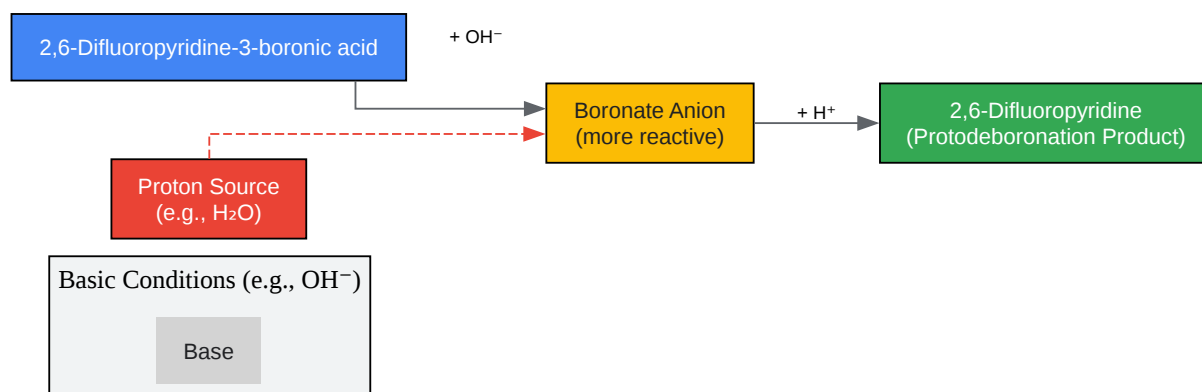 2,6-Difluoropyridine-3-boronic acid
+ OH⁻
Boronate Anion
(more reactive)
+ H⁺
2,6-Difluoropyridine
(Protodeboronation Product)
Proton Source
(e.g., H₂O)
Basic Conditions (e.g., OH⁻)
Base